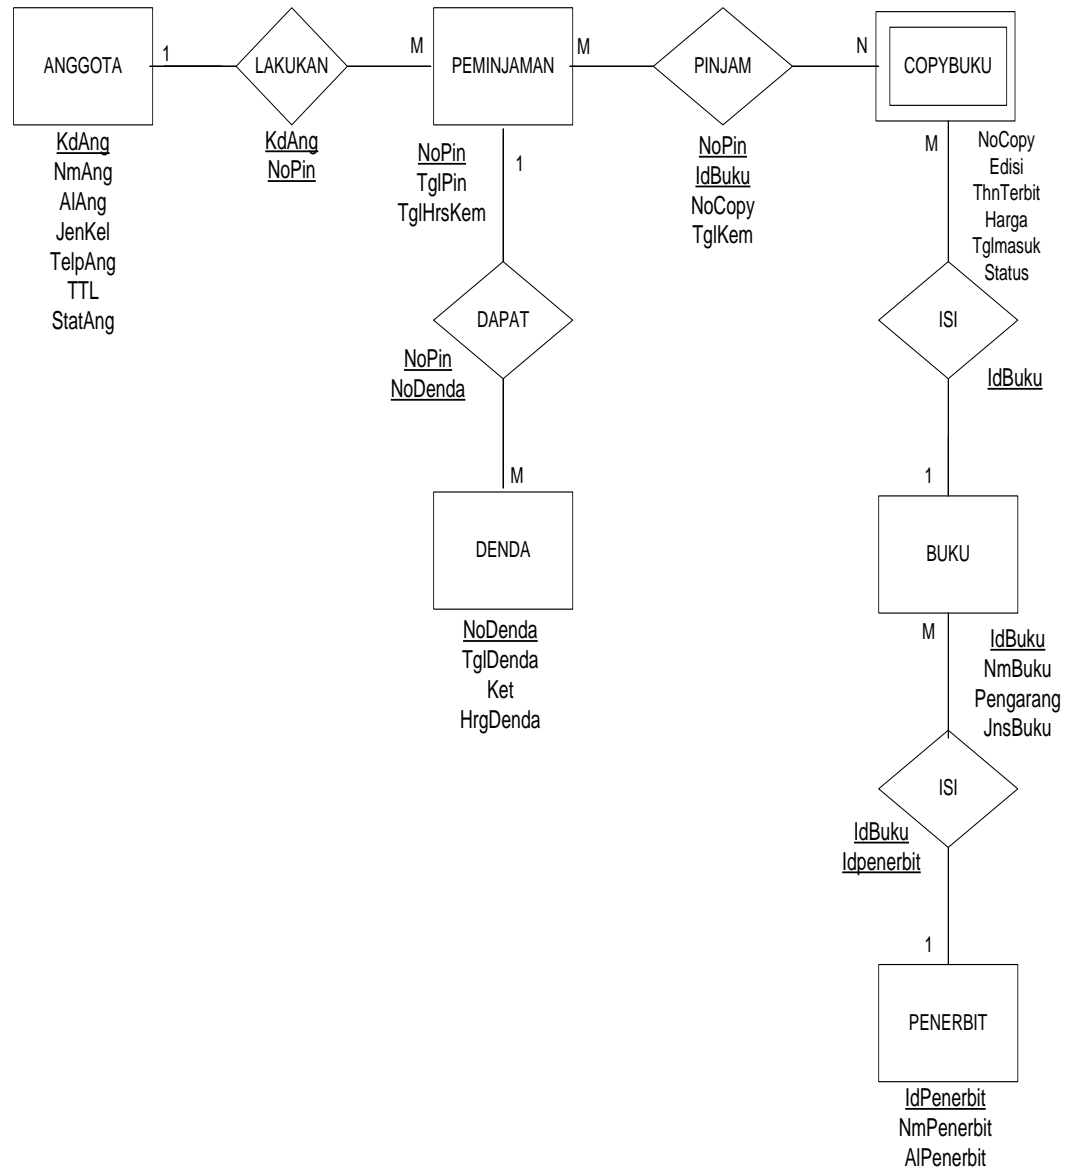 ANGGOTA
1
LAKUKAN
M
PEMINJAMAN
M
PINJAM
N
COPYBUKU
KdAng
NmAng
AlAng
JenKel
TelpAng
TTL
StatAng
KdAng
NoPin
NoPin
TglPin
TglHrsKem
1
NoPin
IdBuku
NoCopy
TglKem
M
NoCopy
Edisi
ThnTerbit
Harga
Tglmasuk
Status
DAPAT
NoPin
NoDenda
M
ISI
IdBuku
1
DENDA
NoDenda
TglDenda
Ket
HrgDenda
BUKU
M
IdBuku
NmBuku
Pengarang
JnsBuku
ISI
IdBuku
Idpenerbit
1
PENERBIT
IdPenerbit
NmPenerbit
AlPenerbit